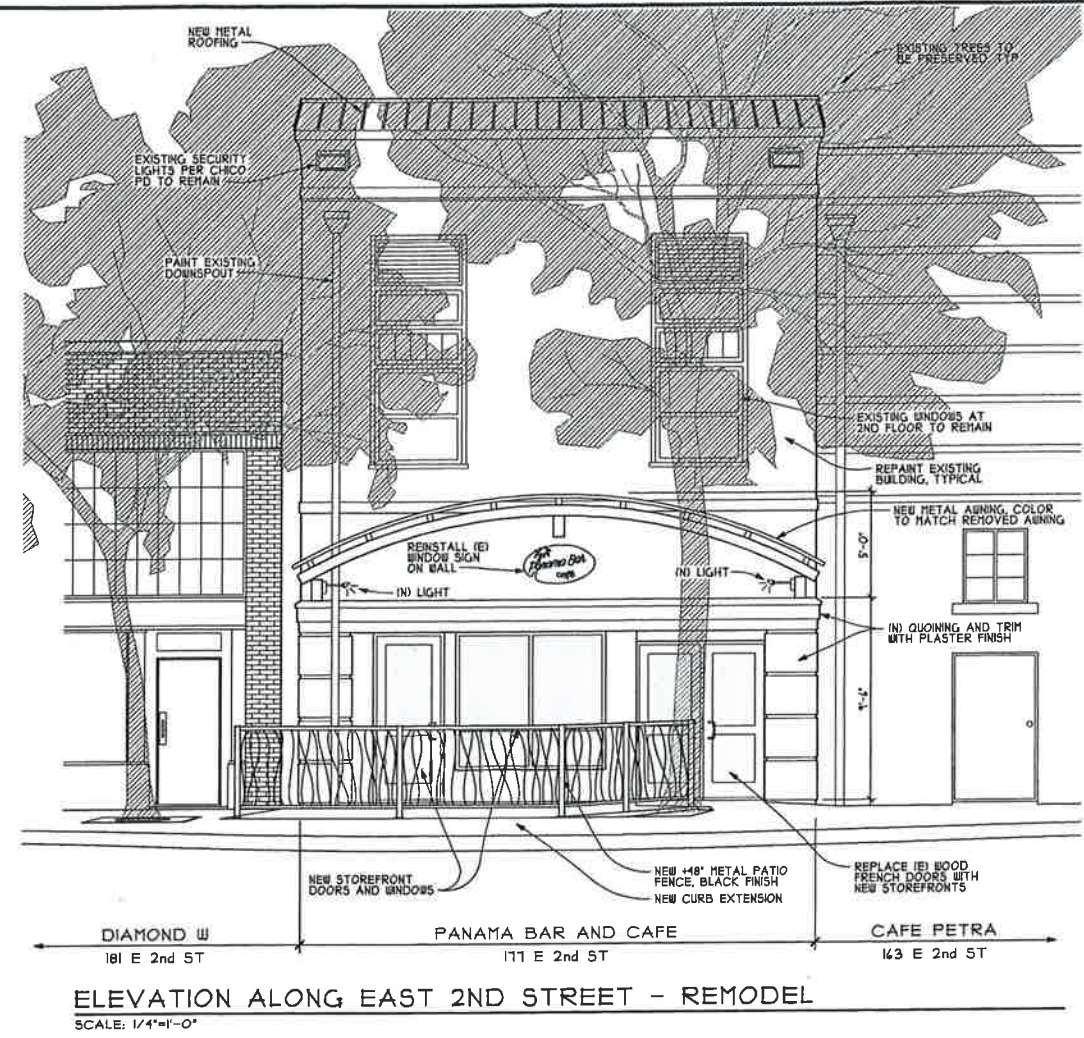 NEW METAL
ROOFING
EXISTING TREES TO
BE PRESERVED TYP
EXISTING SECURITY
LIGHTS PER CHICO
PD TO REMAIN
PAINT EXISTING
DOWNSPOUT
EXISTING WINDOWS AT
2ND FLOOR TO REMAIN
REPAINT EXISTING
BUILDING, TYPICAL
NEW METAL AWNING, COLOR
TO MATCH REMOVED AWNING
REINSTALL (E)
WINDOW SIGN
ON WALL
Panama Bar
cafe
(N) LIGHT
(N) LIGHT
5'-0"
(N) QUOINING AND TRIM
WITH PLASTER FINISH
NEW STOREFRONT
DOORS AND WINDOWS
NEW +48" METAL PATIO
FENCE, BLACK FINISH
NEW CURB EXTENSION
REPLACE (E) WOOD
FRENCH DOORS WITH
NEW STOREFRONTS
DIAMOND W
181 E 2nd ST
PANAMA BAR AND CAFE
177 E 2nd ST
CAFE PETRA
163 E 2nd ST
ELEVATION ALONG EAST 2ND STREET - REMODEL
SCALE: 1/4"=1'-0"